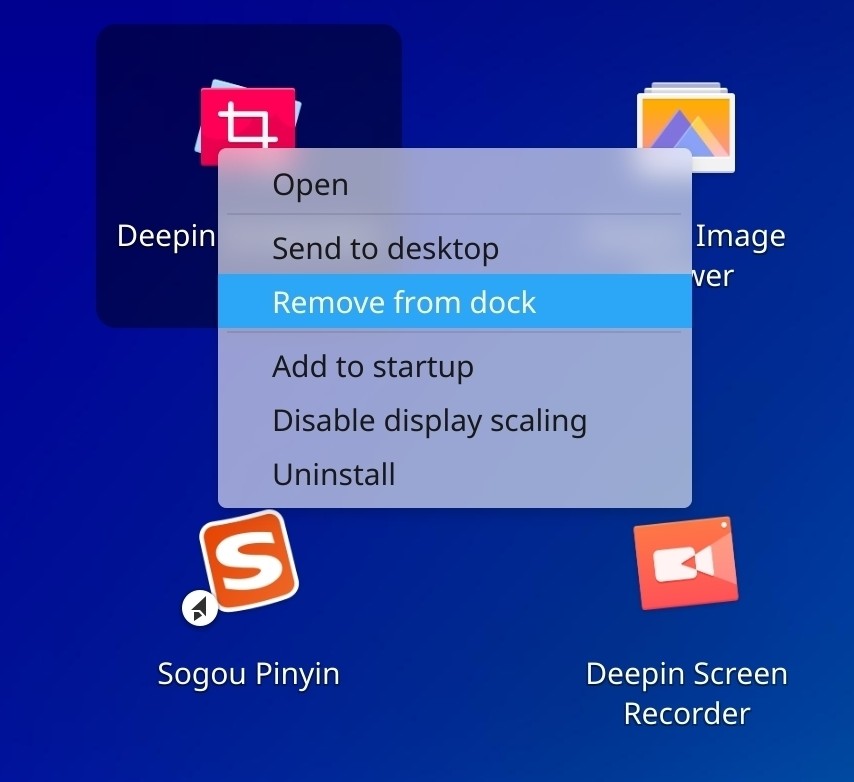 Deepin
Image
wer
Open
Send to desktop
Remove from dock
Add to startup
Disable display scaling
Uninstall
S
Sogou Pinyin
Deepin Screen
Recorder